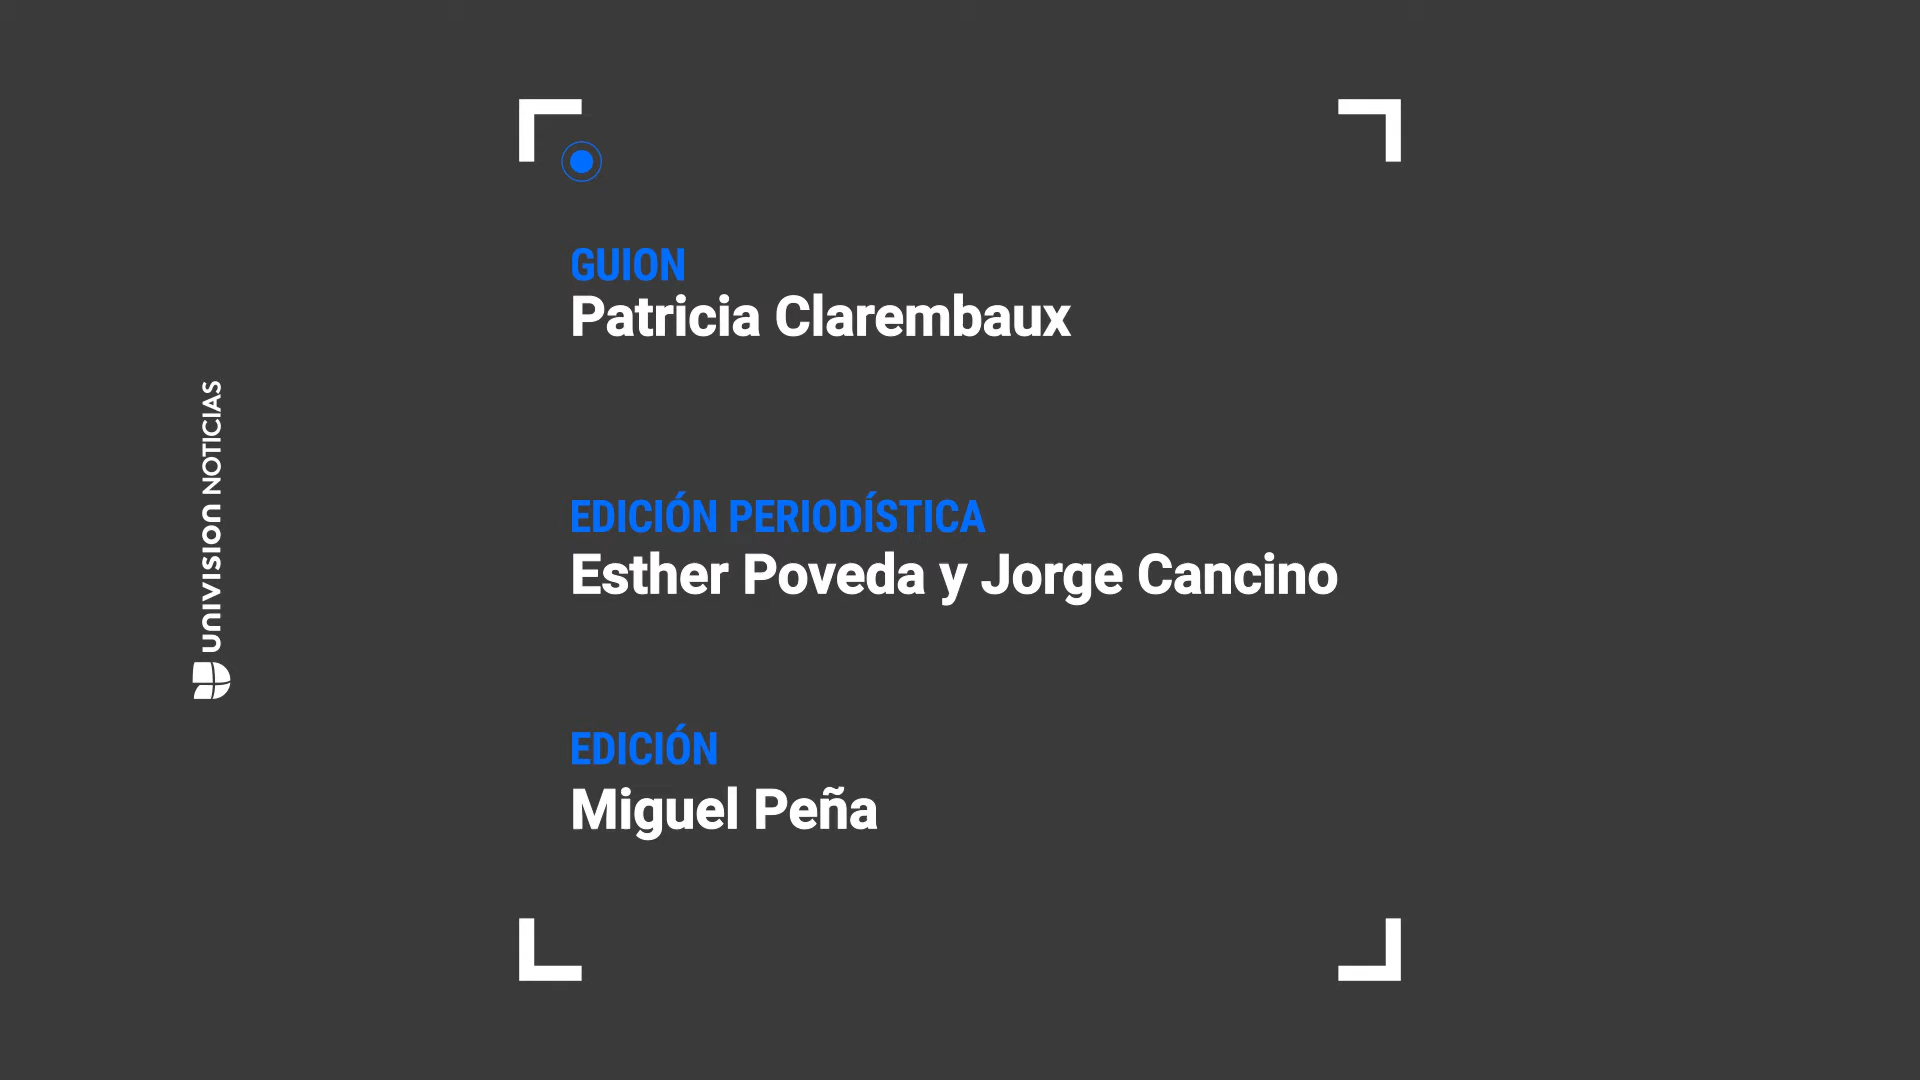 GUION
Patricia Clarembaux
EDICIÓN PERIODÍSTICA
Esther Poveda y Jorge Cancino
EDICIÓN
Miguel Peña
UNIVISION NOTICIAS